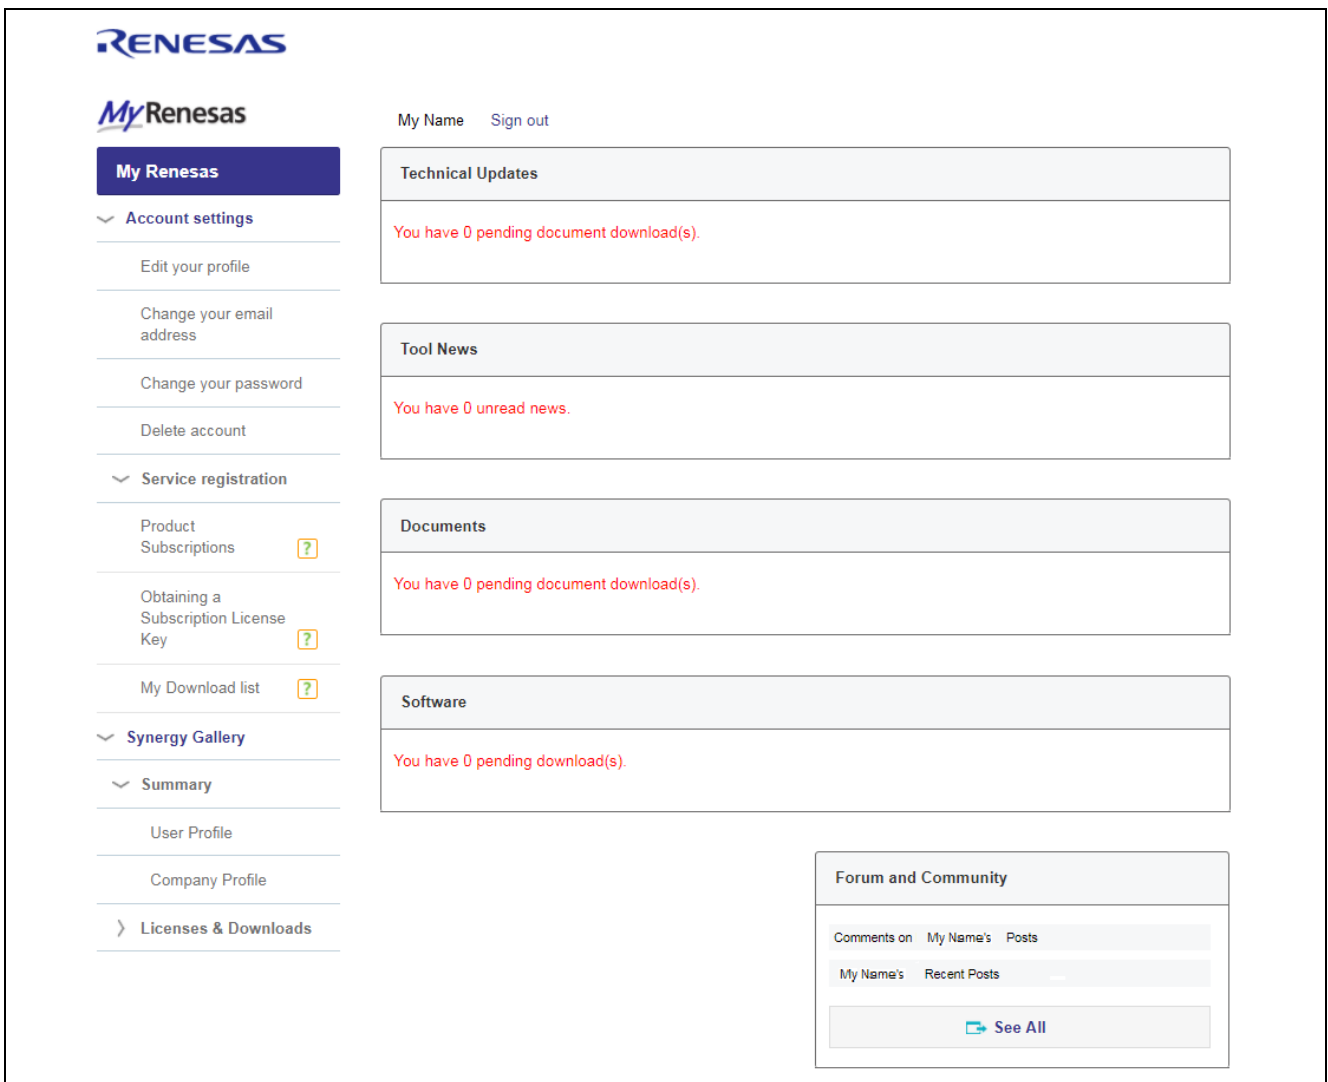 RENESAS
MyRenesas
My Name Sign out
My Renesas
Account settings
Edit your profile
Change your email
address
Change your password
Delete account
Service registration
Product
Subscriptions ?
Obtaining a
Subscription License
Key ?
My Download list ?
Synergy Gallery
Summary
User Profile
Company Profile
Licenses & Downloads
Technical Updates
You have 0 pending document download(s).
Tool News
You have 0 unread news.
Documents
You have 0 pending document download(s).
Software
You have 0 pending download(s).
Forum and Community
Comments on My Name's Posts
My Name's Recent Posts
See All